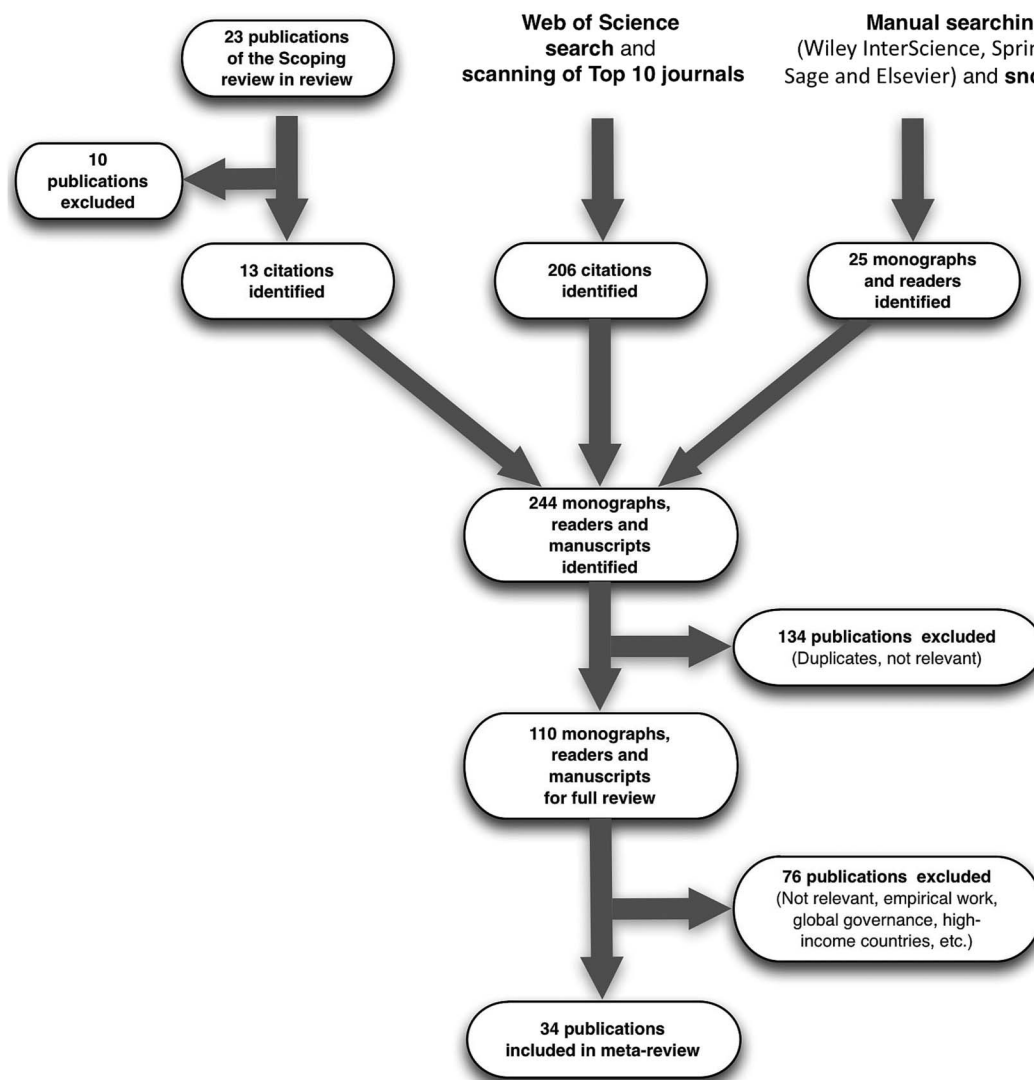 23 publications
of the Scoping
review in review
Web of Science
search and
scanning of Top 10 journals
Manual searchin
(Wiley InterScience, Sprin
Sage and Elsevier) and sno
10
publications
excluded
13 citations
identified
206 citations
identified
25 monographs
and readers
identified
244 monographs,
readers and
manuscripts
identified
134 publications excluded
(Duplicates, not relevant)
110 monographs,
readers and
manuscripts
for full review
76 publications excluded
(Not relevant, empirical work,
global governance, high-
income countries, etc.)
34 publications
included in meta-review